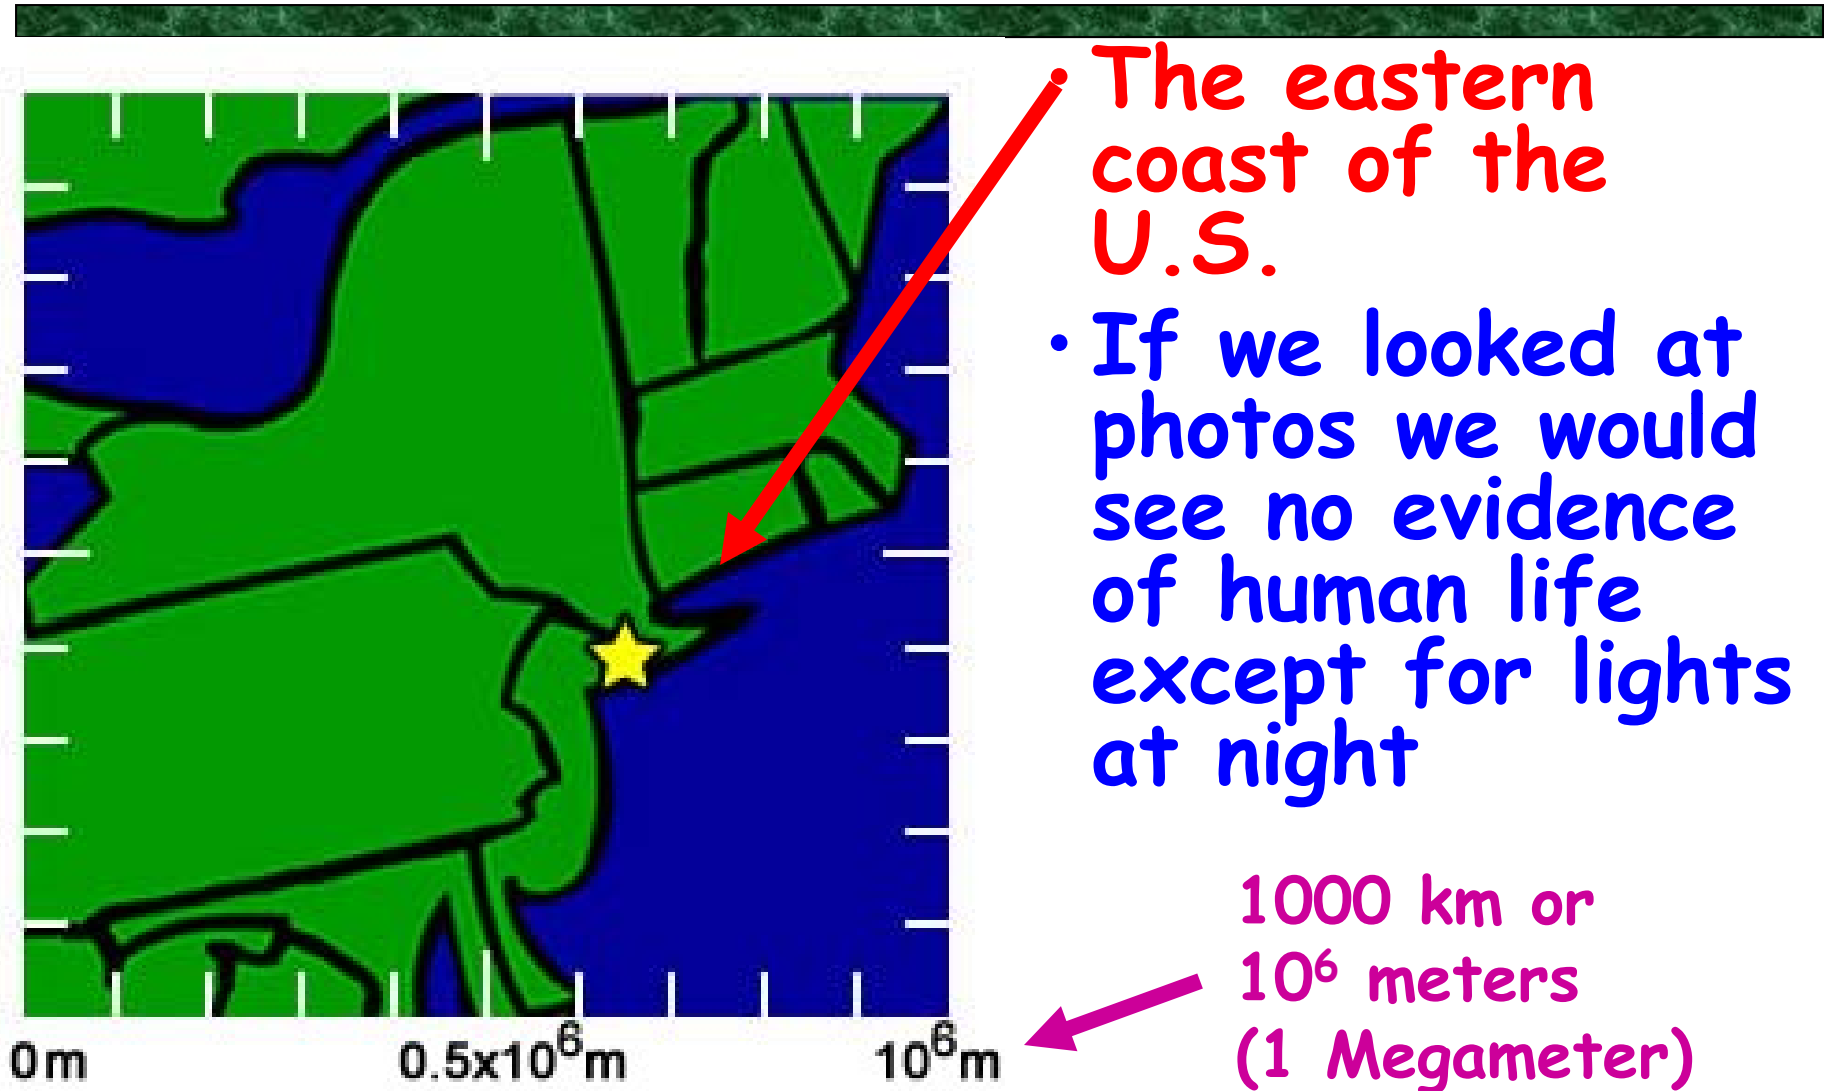 • The eastern
coast of the
U.S.
• If we looked at
photos we would
see no evidence
of human life
except for lights
at night
1000 km or
10⁶ meters
(1 Megameter)
0m 0.5x10⁶m 10⁶m